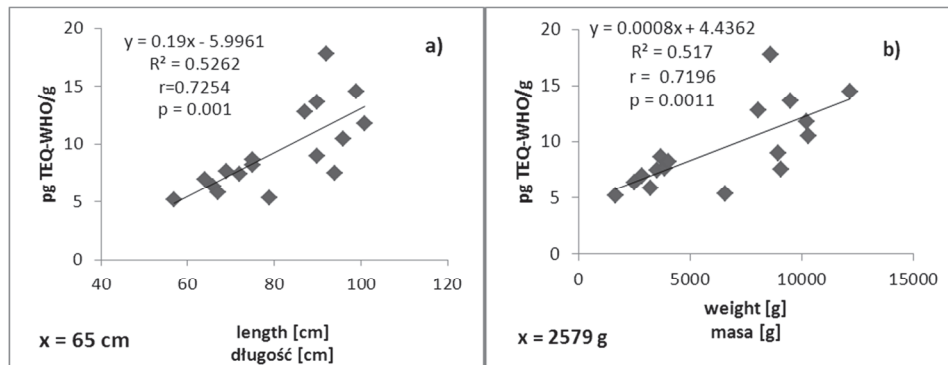 y = 0.19x - 5.9961
R² = 0.5262
r=0.7254
p = 0.001
a)
pg TEQ-WHO/g
20
15
10
5
0
40 60 80 100 120
length [cm]
długość [cm]
x = 65 cm
y = 0.0008x + 4.4362
R² = 0.517
r = 0.7196
p = 0.0011
b)
pg TEQ-WHO/g
20
15
10
5
0
0 5000 10000 15000
weight [g]
masa [g]
x = 2579 g